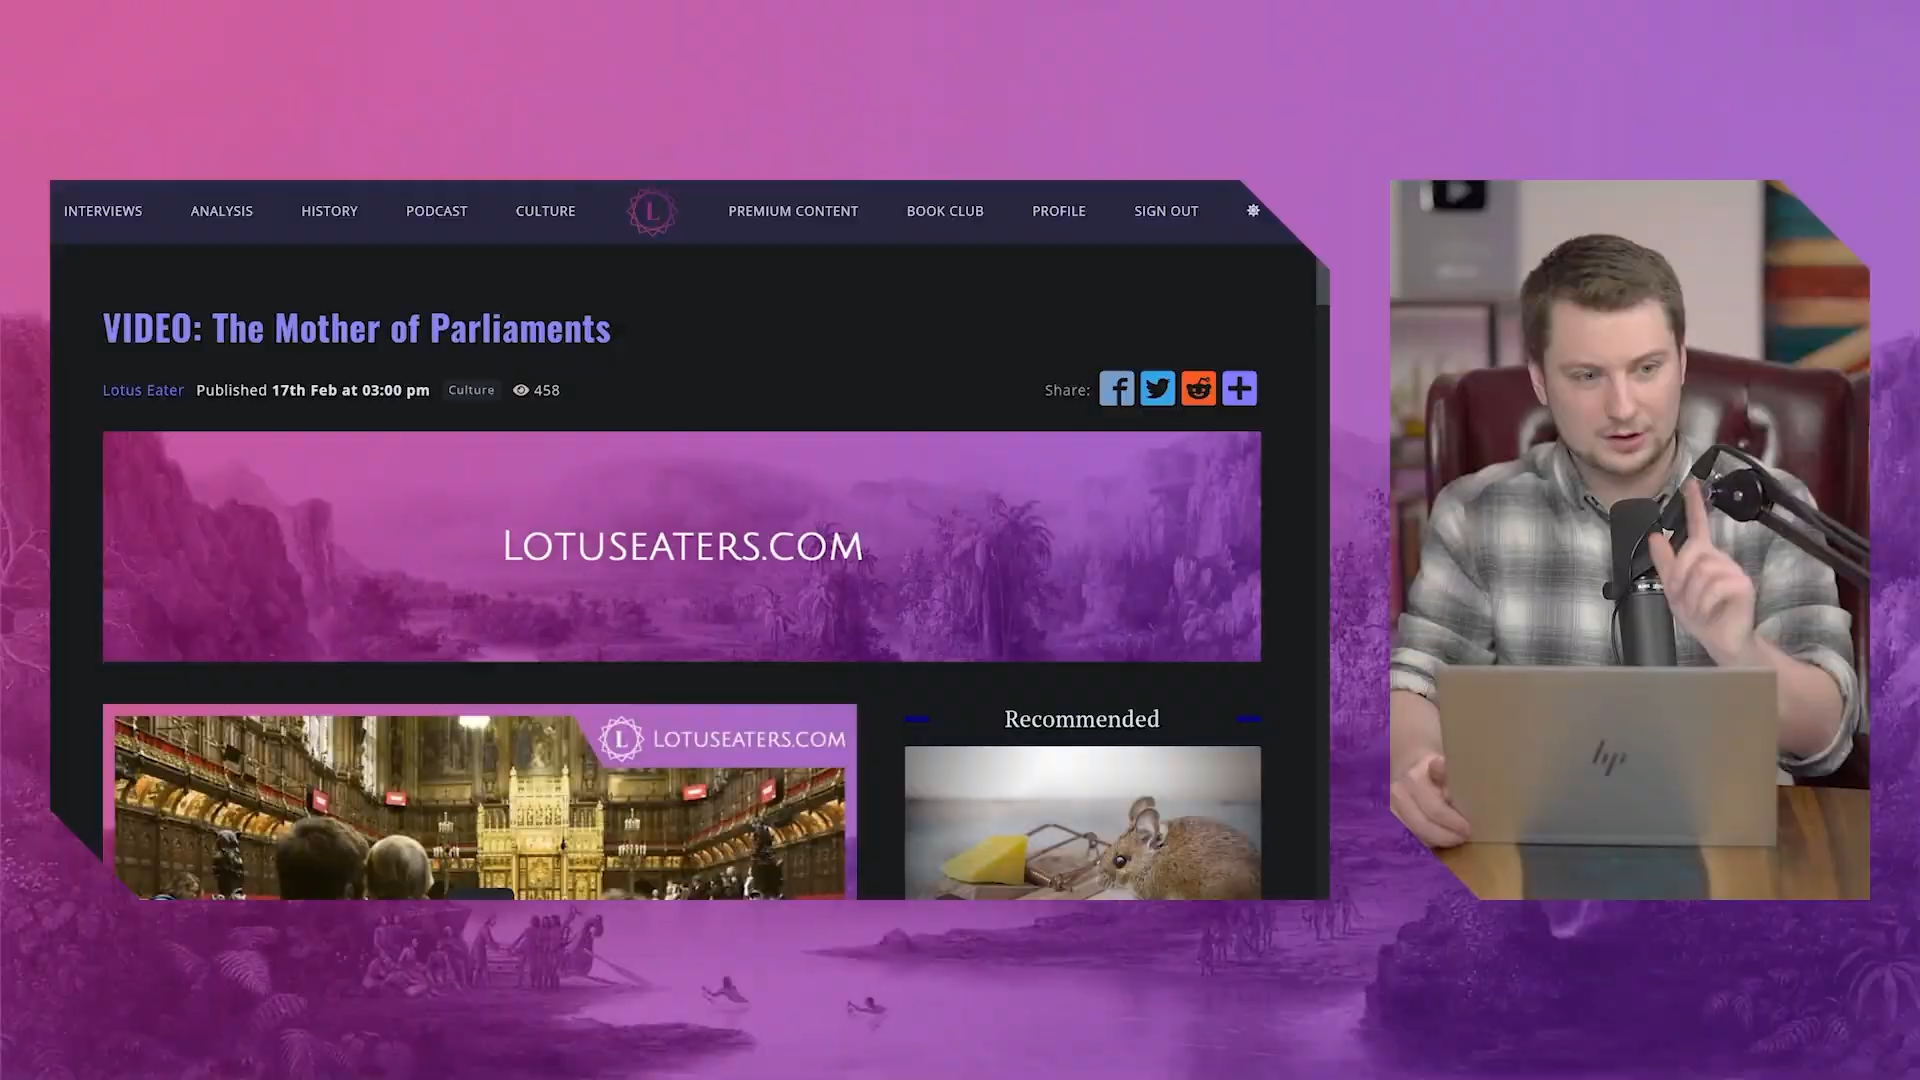 INTERVIEWS ANALYSIS HISTORY PODCAST CULTURE L PREMIUM CONTENT BOOK CLUB PROFILE SIGN OUT
VIDEO: The Mother of Parliaments
Lotus Eater Published 17th Feb at 03:00 pm Culture 458 Share:
LOTUSEATERS.COM
L LOTUSEATERS.COM
Recommended
hp